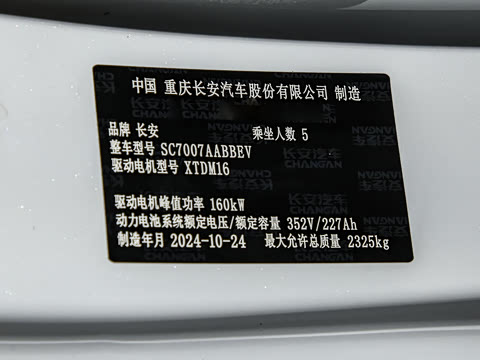 中国 重庆长安汽车股份有限公司 制造
品牌 长安 乘坐人数 5
整车型号 SC7007AABBEV
驱动电机型号 XTDM16
驱动电机峰值功率 160kW
动力电池系统额定电压/额定容量 352V/227Ah
制造年月 2024-10-24 最大允许总质量 2325kg